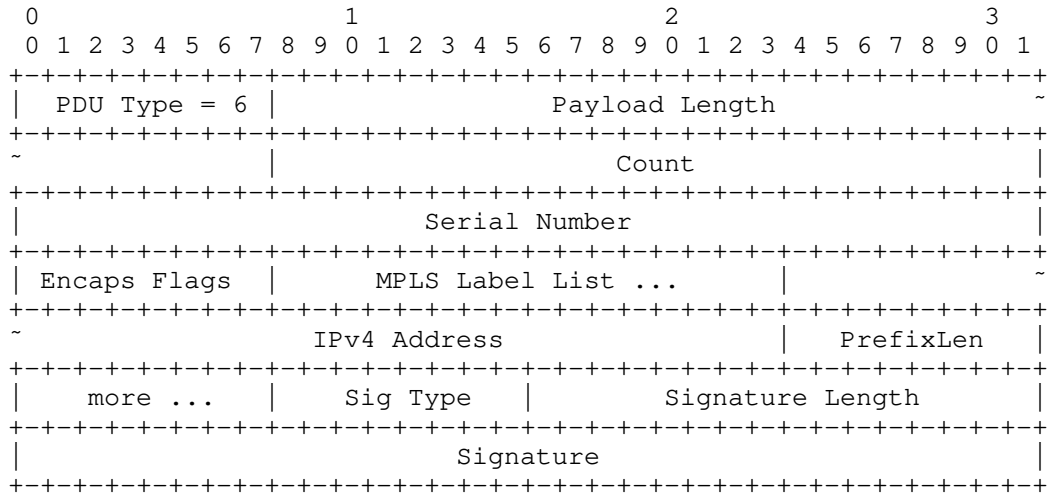 0                   1                   2                   3
 0 1 2 3 4 5 6 7 8 9 0 1 2 3 4 5 6 7 8 9 0 1 2 3 4 5 6 7 8 9 0 1
+-+-+-+-+-+-+-+-+-+-+-+-+-+-+-+-+-+-+-+-+-+-+-+-+-+-+-+-+-+-+-+-+
|  PDU Type = 6 |                 Payload Length                ~
+-+-+-+-+-+-+-+-+-+-+-+-+-+-+-+-+-+-+-+-+-+-+-+-+-+-+-+-+-+-+-+-+
~               |                     Count                     |
+-+-+-+-+-+-+-+-+-+-+-+-+-+-+-+-+-+-+-+-+-+-+-+-+-+-+-+-+-+-+-+-+
|                         Serial Number                         |
+-+-+-+-+-+-+-+-+-+-+-+-+-+-+-+-+-+-+-+-+-+-+-+-+-+-+-+-+-+-+-+-+
| Encaps Flags  |      MPLS Label List ...      |               ~
+-+-+-+-+-+-+-+-+-+-+-+-+-+-+-+-+-+-+-+-+-+-+-+-+-+-+-+-+-+-+-+-+
~                  IPv4 Address                 |   PrefixLen   |
+-+-+-+-+-+-+-+-+-+-+-+-+-+-+-+-+-+-+-+-+-+-+-+-+-+-+-+-+-+-+-+-+
|    more ...   |    Sig Type   |        Signature Length       |
+-+-+-+-+-+-+-+-+-+-+-+-+-+-+-+-+-+-+-+-+-+-+-+-+-+-+-+-+-+-+-+-+
|                           Signature                           |
+-+-+-+-+-+-+-+-+-+-+-+-+-+-+-+-+-+-+-+-+-+-+-+-+-+-+-+-+-+-+-+-+